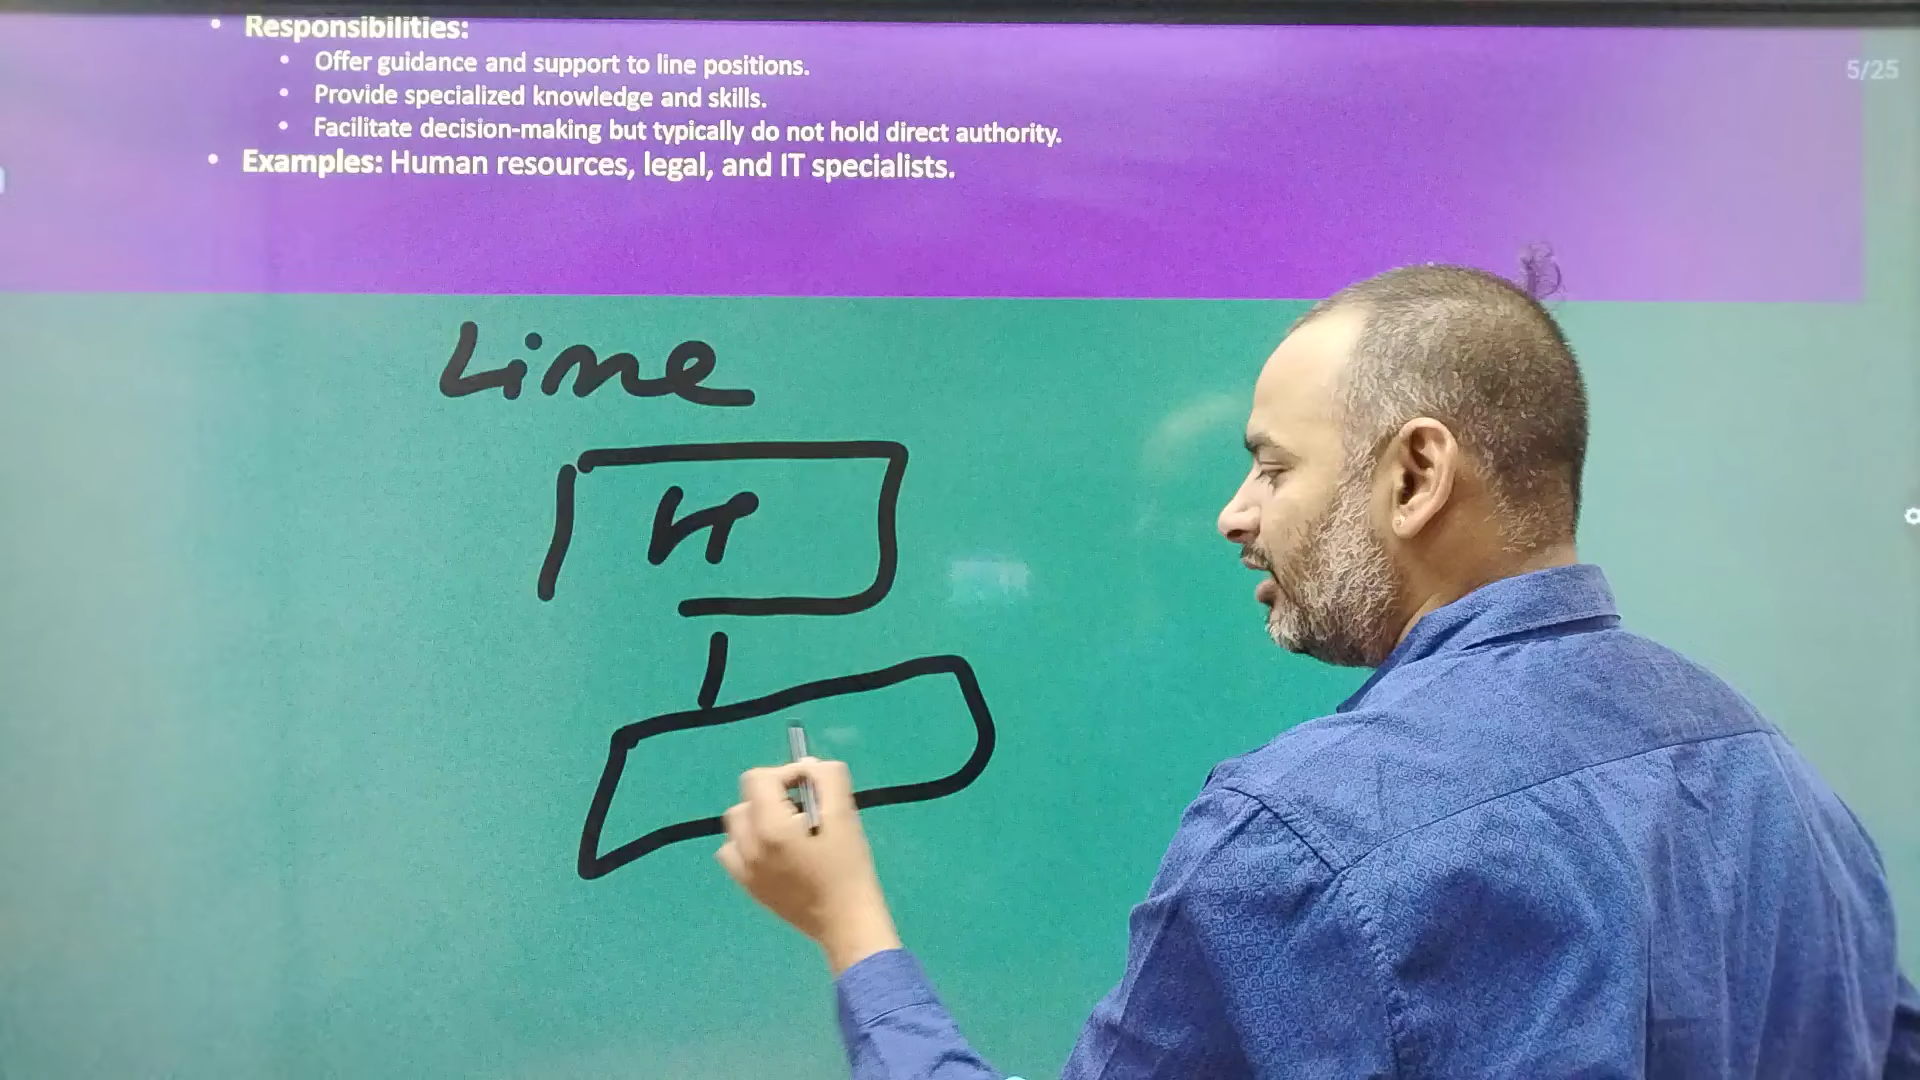 • Responsibilities:
• Offer guidance and support to line positions.
• Provide specialized knowledge and skills.
• Facilitate decision-making but typically do not hold direct authority.
• Examples: Human resources, legal, and IT specialists.
5/25
Line
H